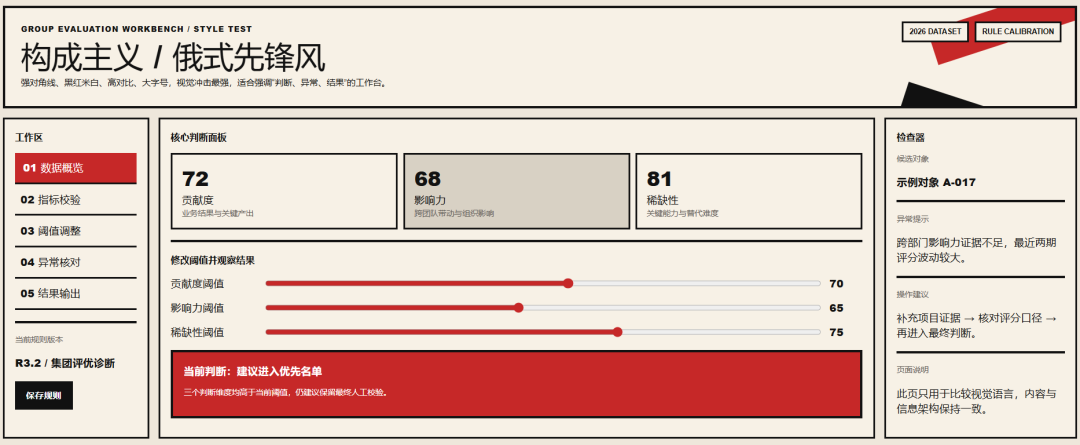 GROUP EVALUATION WORKBENCH / STYLE TEST
构成主义 / 俄式先锋风
强对角线、黑红米白、高对比、大字号，视觉冲击最强，适合强调“判断、异常、结果”的工作台。
2026 DATASET
RULE CALIBRATION
工作区
01 数据概览
02 指标校验
03 阈值调整
04 异常核对
05 结果输出
当前规则版本
R3.2 / 集团评优诊断
保存规则
核心判断面板
72
贡献度
业务结果与关键产出
68
影响力
跨团队带动与组织影响
81
稀缺性
关键能力与替代难度
修改阈值并观察结果
贡献度阈值
70
影响力阈值
65
稀缺性阈值
75
当前判断：建议进入优先名单
三个判断维度均高于当前阈值，仍建议保留最终人工校验。
检查器
候选对象
示例对象 A-017
异常提示
跨部门影响力证据不足，最近两期
评分波动较大。
操作建议
补充项目证据 → 核对评分口径 →
再进入最终判断。
页面说明
此页只用于比较视觉语言，内容与
信息架构保持一致。